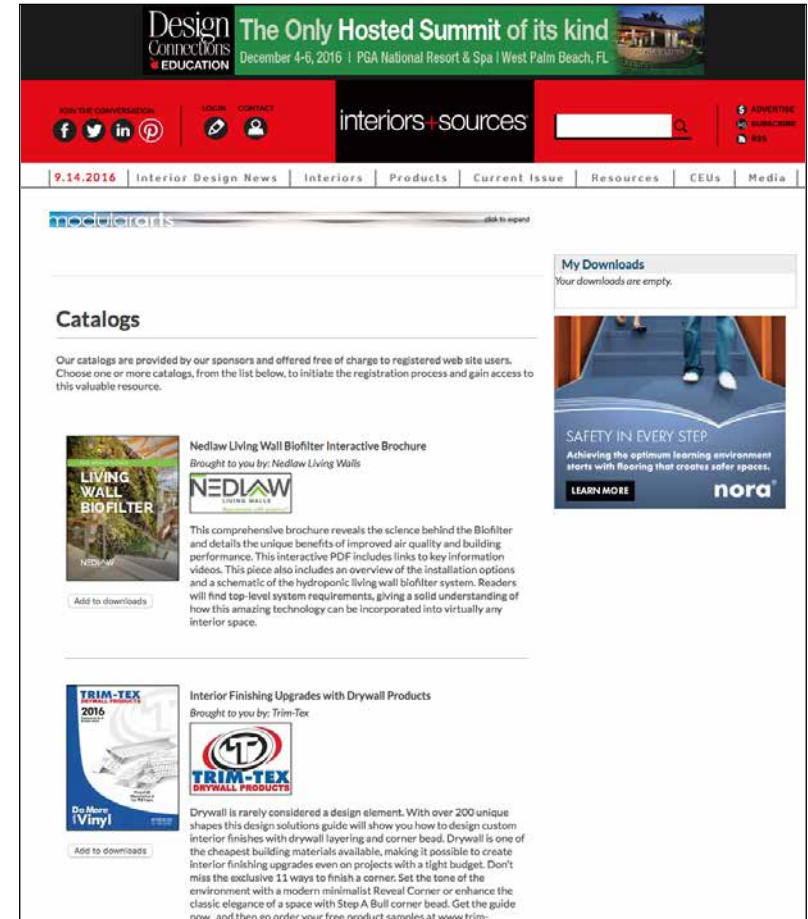 Design
Connections
EDUCATION
The Only Hosted Summit of its kind
December 4-6, 2016 | PGA National Resort & Spa | West Palm Beach, FL
JOIN THE CONVERSATION
LOGIN
CONTACT
interiors+sources
ADVERTISE
SUBSCRIBE
RSS
9.14.2016
Interior Design News
Interiors
Products
Current Issue
Resources
CEUs
Media
modulararts
click to expand
My Downloads
Your downloads are empty.
Catalogs
Our catalogs are provided by our sponsors and offered free of charge to registered web site users.
Choose one or more catalogs, from the list below, to initiate the registration process and gain access to
this valuable resource.
SAFETY IN EVERY STEP
Achieving the optimum learning environment
starts with flooring that creates safer spaces.
LEARN MORE
nora
LIVING
WALL
BIOFILTER
NEDLAW
Add to downloads
Nedlaw Living Wall Biofilter Interactive Brochure
Brought to you by: Nedlaw Living Walls
NEDLAW
LIVING WALLS
This comprehensive brochure reveals the science behind the Biofilter
and details the unique benefits of improved air quality and building
performance. This interactive PDF includes links to key information
videos. This piece also includes an overview of the installation options
and a schematic of the hydroponic living wall biofilter system. Readers
will find top-level system requirements, giving a solid understanding of
how this amazing technology can be incorporated into virtually any
interior space.
TRIM-TEX
DRYWALL PRODUCTS
2016
Do More
Vinyl
Add to downloads
Interior Finishing Upgrades with Drywall Products
Brought to you by: Trim-Tex
TRIM-TEX
DRYWALL PRODUCTS
Drywall is rarely considered a design element. With over 200 unique
shapes this design solutions guide will show you how to design custom
interior finishes with drywall layering and corner bead. Drywall is one of
the cheapest building materials available, making it possible to create
interior finishing upgrades even on projects with a tight budget. Don't
miss the exclusive 11 ways to finish a corner. Set the tone of the
environment with a modern minimalist Reveal Corner or enhance the
classic elegance of a space with Step A Bull corner bead. Get the guide
now, and then go order your free product samples at www.trim-